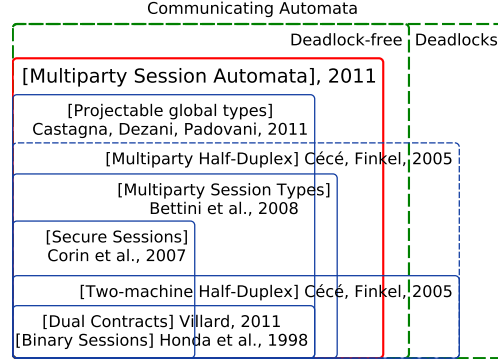 Communicating Automata
Deadlock-free Deadlocks
[Multiparty Session Automata], 2011
[Projectable global types]
Castagna, Dezani, Padovani, 2011
[Multiparty Half-Duplex] Cécé, Finkel, 2005
[Multiparty Session Types]
Bettini et al., 2008
[Secure Sessions]
Corin et al., 2007
[Two-machine Half-Duplex] Cécé, Finkel, 2005
[Dual Contracts] Villard, 2011
[Binary Sessions] Honda et al., 1998